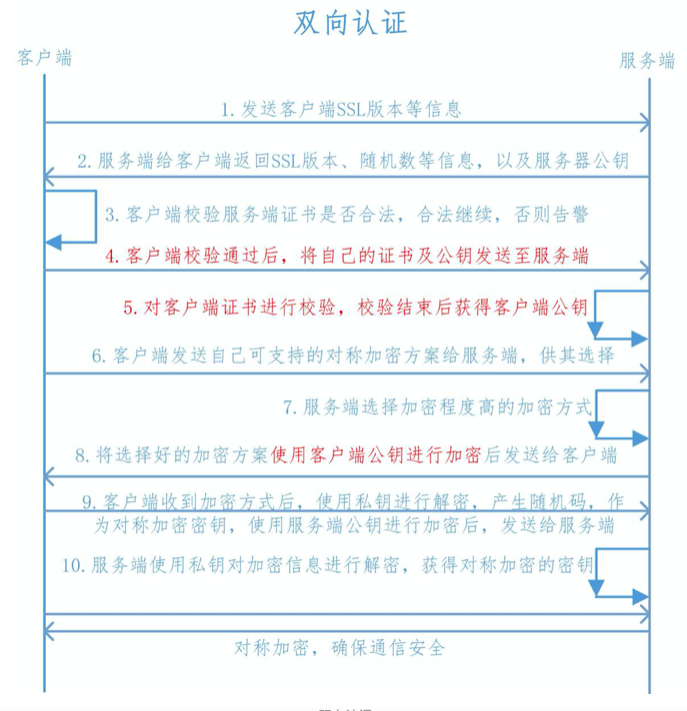 双向认证
客户端
服务端
1.发送客户端SSL版本等信息
2.服务端给客户端返回SSL版本、随机数等信息，以及服务器公钥
3.客户端校验服务端证书是否合法，合法继续，否则告警
4.客户端校验通过后，将自己的证书及公钥发送至服务端
5.对客户端证书进行校验，校验结束后获得客户端公钥
6.客户端发送自己可支持的对称加密方案给服务端，供其选择
7.服务端选择加密程度高的加密方式
8.将选择好的加密方案使用客户端公钥进行加密后发送给客户端
9.客户端收到加密方式后，使用私钥进行解密，产生随机码，作
为对称加密密钥，使用服务端公钥进行加密后，发送给服务端
10.服务端使用私钥对加密信息进行解密，获得对称加密的密钥
对称加密，确保通信安全